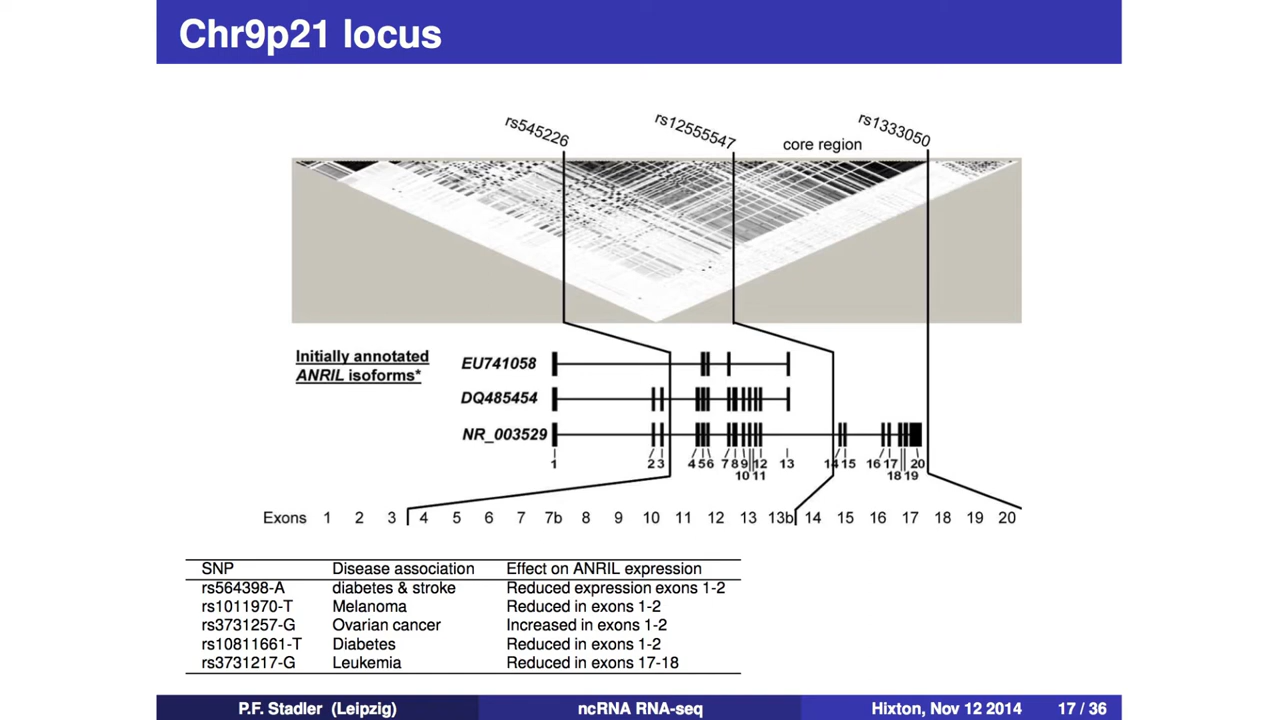 Chr9p21 locus
rs545226
rs12555547
core region
rs1333050
Initially annotated
ANRIL isoforms*
EU741058
DQ485454
NR_003529
1 2 3 4 5 6 7 8 9 12 13 14 15 16 17 20
10 11 18 19
Exons 1 2 3 4 5 6 7 7b 8 9 10 11 12 13 13b 14 15 16 17 18 19 20
SNP Disease association Effect on ANRIL expression
rs564398-A diabetes & stroke Reduced expression exons 1-2
rs1011970-T Melanoma Reduced in exons 1-2
rs3731257-G Ovarian cancer Increased in exons 1-2
rs10811661-T Diabetes Reduced in exons 1-2
rs3731217-G Leukemia Reduced in exons 17-18
P.F. Stadler (Leipzig) ncRNA RNA-seq Hixton, Nov 12 2014 17 / 36